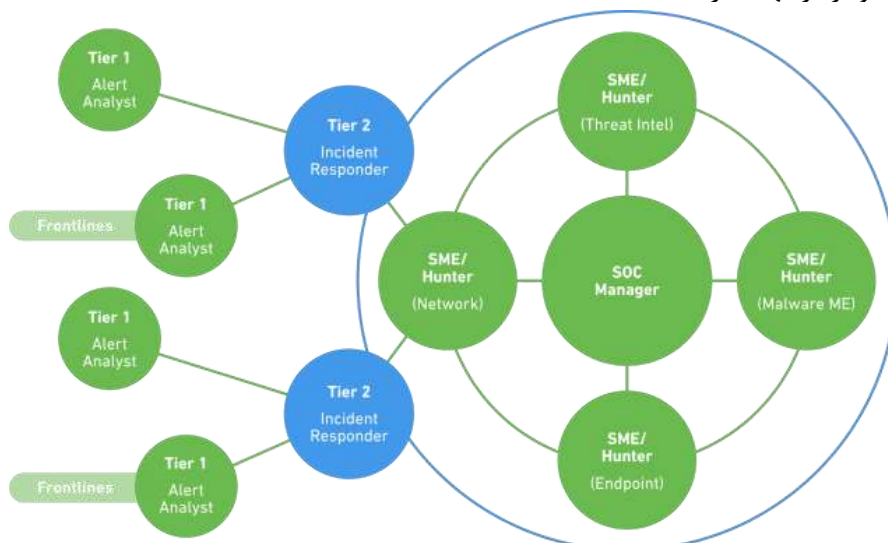 Tier 1
Alert
Analyst
Frontlines
Tier 1
Alert
Analyst
Tier 1
Alert
Analyst
Frontlines
Tier 1
Alert
Analyst
Tier 2
Incident
Responder
Tier 2
Incident
Responder
SME/
Hunter
(Threat Intel)
SME/
Hunter
(Network)
SOC
Manager
SME/
Hunter
(Malware ME)
SME/
Hunter
(Endpoint)